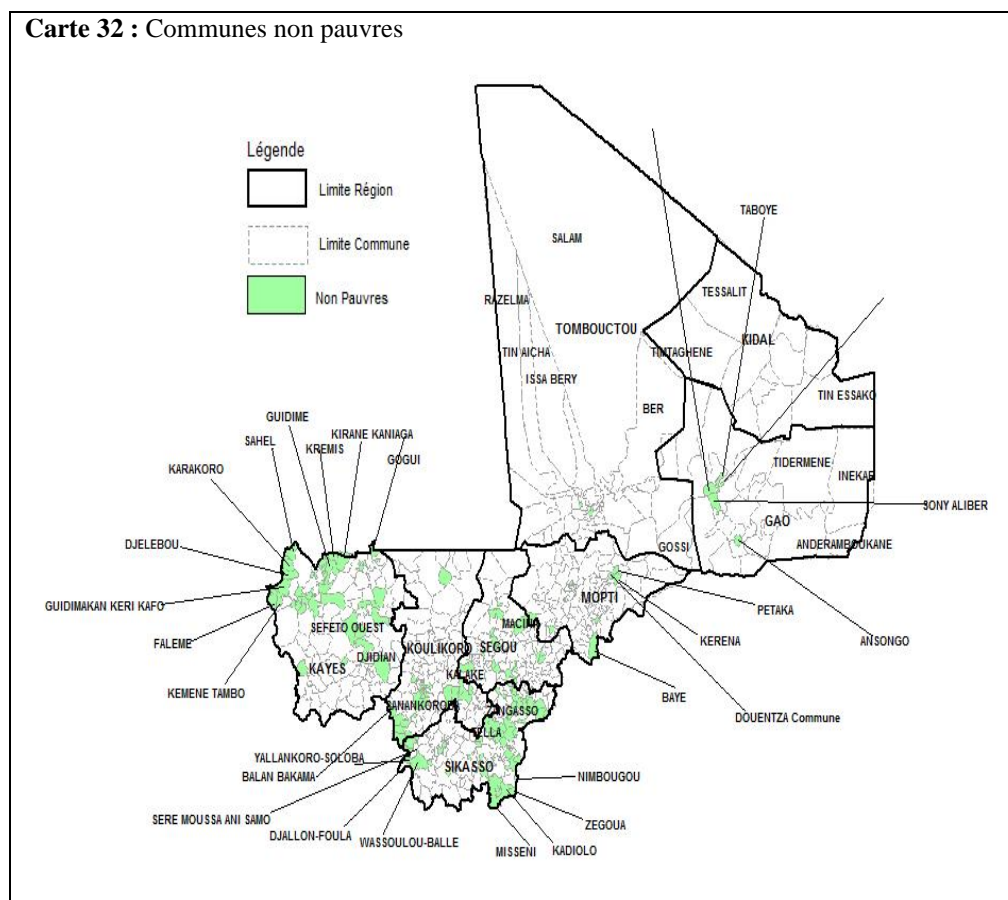 Carte 32 : Communes non pauvres
Légende
Limite Région
Limite Commune
Non Pauvres
TABOYE
SALAM
TESSALIT
RAZELMA
TOMBOUCTOU
KIDAL
TIN AICHA
TIMTAGHENE
ISSA BERY
TIN ESSAKO
BER
GUIDIME
KIRANE KANIAGA
SAHEL
KREMIS
GOGUI
TIDERMENE
KARAKORO
INEKAR
SONY ALIBER
GAO
DJELEBOU
GOSSI
ANDERAMBOUKANE
MOPTI
GUIDIMAKAN KERI KAFO
PETAKA
SEFETO OUEST
MACINA
FALEME
KERENA
ANSONGO
KOULIKORO
SEGOU
DJIDIAN
KAYES
KALAKE
KEMENE TAMBO
BAYE
SANANKOROBA
DOUENTZA Commune
YALLANKORO-SOLOBA
SIKASSO
BALAN BAKAMA
NIMBOUGOU
SERE MOUSSA ANI SAMO
ZEGOUA
DJALLON-FOULA
WASSOULOU-BALLE
KADIOLO
MISSENI